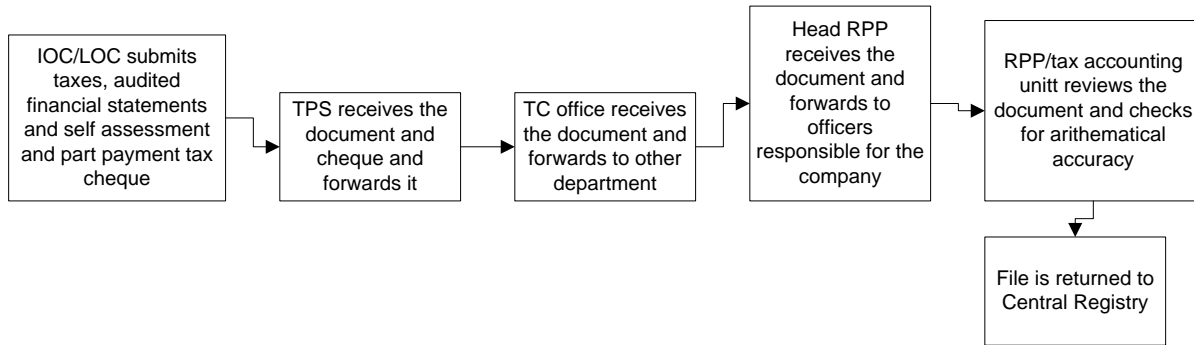 IOC/LOC submits
taxes, audited
financial statements
and self assessment
and part payment tax
cheque
TPS receives the
document and
cheque and
forwards it
TC office receives
the document and
forwards to other
department
Head RPP
receives the
document and
forwards to
officers
responsible for the
company
RPP/tax accounting
unitt reviews the
document and checks
for arithematical
accuracy
File is returned to
Central Registry